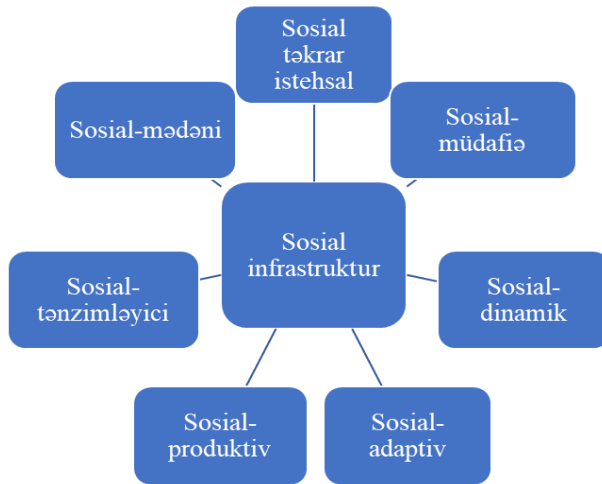 Sosial
təkrar
istehsal
Sosial-mədəni
Sosial-
müdafiə
Sosial
infrastruktur
Sosial-
tənzimləyici
Sosial-
dinamik
Sosial-
produktiv
Sosial-
adaptiv